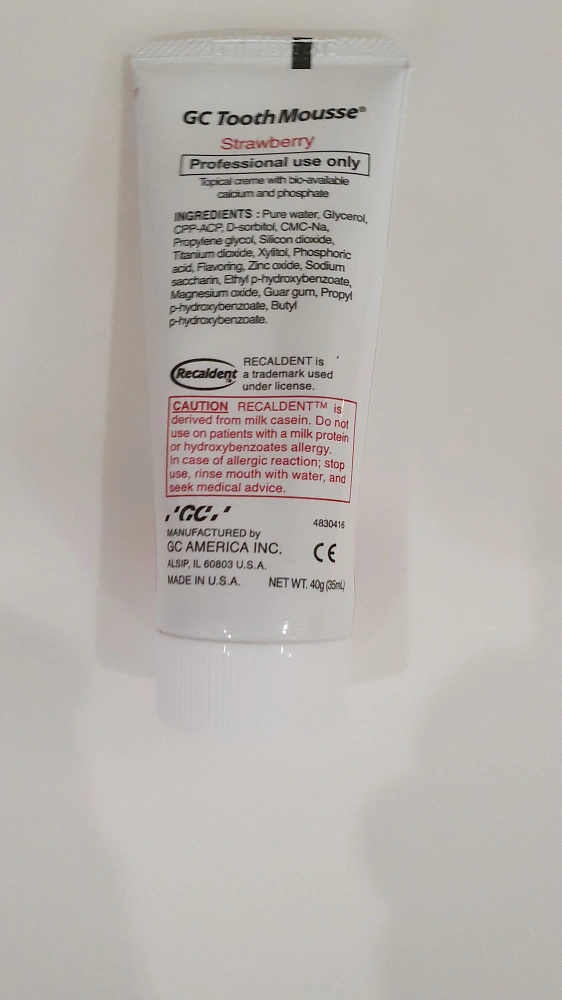 GC Tooth Mousse®
Strawberry
Professional use only
Topical creme with bio-available
calcium and phosphate
INGREDIENTS : Pure water, Glycerol,
CPP-ACP, D-sorbitol, CMC-Na,
Propylene glycol, Silicon dioxide,
Titanium dioxide, Xylitol, Phosphoric
acid, Flavoring, Zinc oxide, Sodium
saccharin, Ethyl p-hydroxybenzoate,
Magnesium oxide, Guar gum, Propyl
p-hydroxybenzoate, Butyl
p-hydroxybenzoate.
Recaldent™
RECALDENT is
a trademark used
under license.
CAUTION RECALDENT™ is
derived from milk casein. Do not
use on patients with a milk protein
or hydroxybenzoates allergy.
In case of allergic reaction; stop
use, rinse mouth with water, and
seek medical advice.
GC
4830416
MANUFACTURED by
GC AMERICA INC.
CE
ALSIP, IL 60803 U.S.A.
MADE IN U.S.A. NET WT. 40g (35mL)